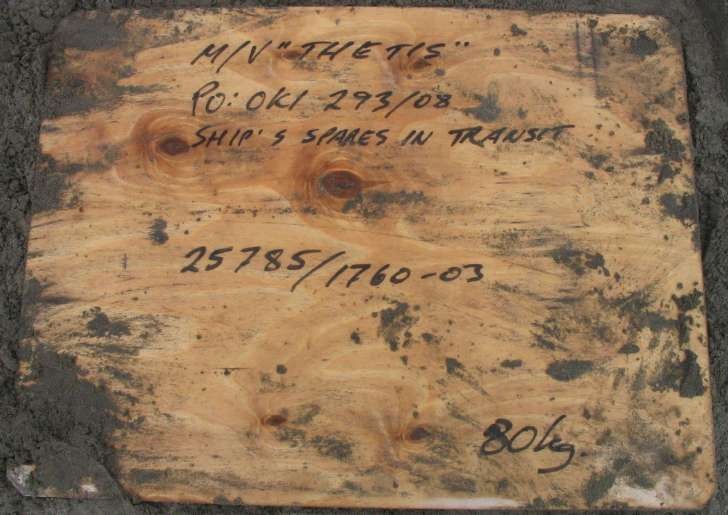 M/V "THETIS"
PO: OKI 293/08
SHIP'S SPARES IN TRANSIT
25785/1760-03
80kg.